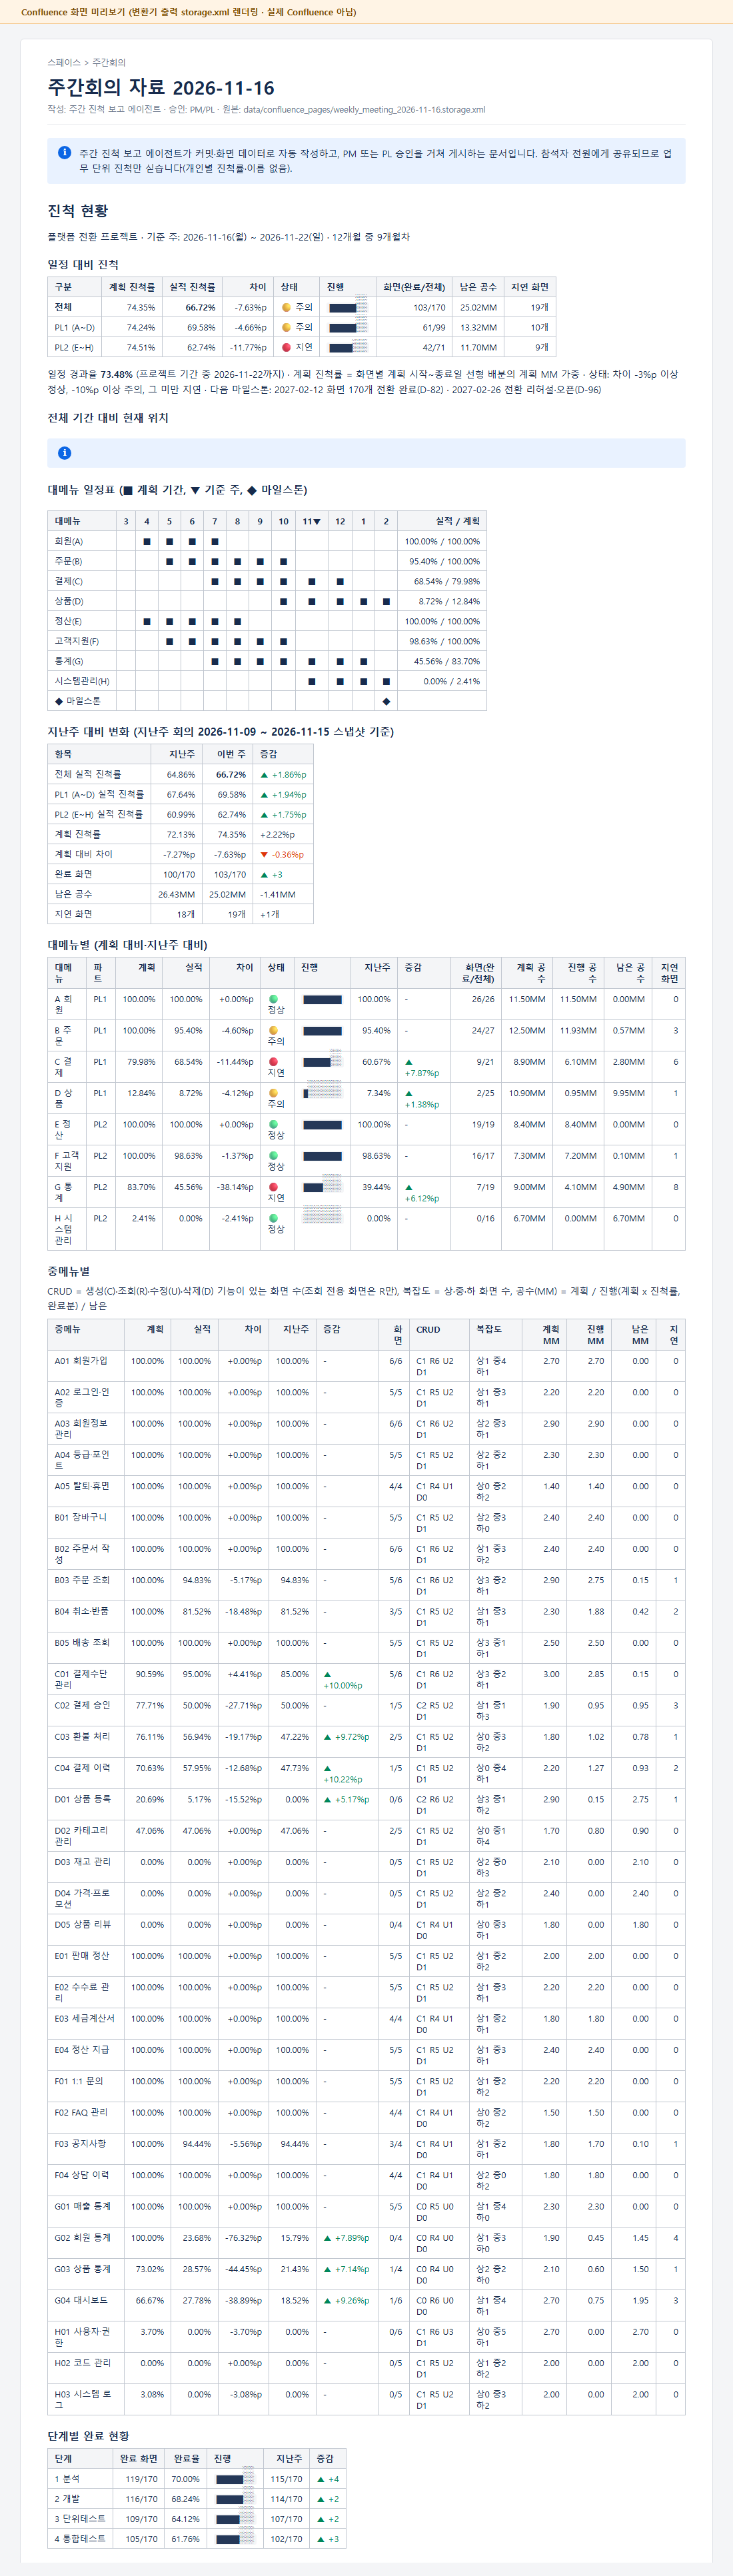 Confluence 화면 미리보기 (변환기 출력 storage.xml 렌더링 · 실제 Confluence 아님)
스페이스 > 주간회의
주간회의 자료 2026-11-16
작성: 주간 진척 보고 에이전트 · 승인: PM/PL · 원본: data/confluence_pages/weekly_meeting_2026-11-16.storage.xml
주간 진척 보고 에이전트가 커밋·화면 데이터로 자동 작성하고, PM 또는 PL 승인을 거쳐 게시하는 문서입니다. 참석자 전원에게 공유되므로 업
무 단위 진척만 싣습니다(개인별 진척률·이름 없음).
진척 현황
플랫폼 전환 프로젝트 · 기준 주: 2026-11-16(월) ~ 2026-11-22(일) · 12개월 중 9개월차
일정 대비 진척
구분 계획 진척률 실적 진척률 차이 상태 진행 화면(완료/전체) 남은 공수 지연 화면
전체 74.35% 66.72% -7.63%p 주의 103/170 25.02MM 19개
PL1 (A~D) 74.24% 69.58% -4.66%p 주의 61/99 13.32MM 10개
PL2 (E~H) 74.51% 62.74% -11.77%p 지연 42/71 11.70MM 9개
일정 경과율 73.48% (프로젝트 기간 중 2026-11-22까지) · 계획 진척률 = 화면별 계획 시작~종료일 선형 배분의 계획 MM 가중 · 상태: 차이 -3%p 이상
정상, -10%p 이상 주의, 그 미만 지연 · 다음 마일스톤: 2027-02-12 화면 170개 전환 완료(D-82) · 2027-02-26 전환 리허설·오픈(D-96)
전체 기간 대비 현재 위치
대메뉴 일정표 (■ 계획 기간, ▼ 기준 주, ◆ 마일스톤)
대메뉴 3 4 5 6 7 8 9 10 11▼ 12 1 2 실적 / 계획
회원(A) ■ ■ ■ ■ 100.00% / 100.00%
주문(B) ■ ■ ■ ■ ■ ■ 95.40% / 100.00%
결제(C) ■ ■ ■ ■ ■ ■ 68.54% / 79.98%
상품(D) ■ ■ ■ ■ ■ 8.72% / 12.84%
정산(E) ■ ■ ■ ■ ■ 100.00% / 100.00%
고객지원(F) ■ ■ ■ ■ ■ ■ 98.63% / 100.00%
통계(G) ■ ■ ■ ■ ■ ■ ■ 45.56% / 83.70%
시스템관리(H) ■ ■ ■ ■ 0.00% / 2.41%
◆ 마일스톤 ◆
지난주 대비 변화 (지난주 회의 2026-11-09 ~ 2026-11-15 스냅샷 기준)
항목 지난주 이번 주 증감
전체 실적 진척률 64.86% 66.72% ▲ +1.86%p
PL1 (A~D) 실적 진척률 67.64% 69.58% ▲ +1.94%p
PL2 (E~H) 실적 진척률 60.99% 62.74% ▲ +1.75%p
계획 진척률 72.13% 74.35% +2.22%p
계획 대비 차이 -7.27%p -7.63%p ▼ -0.36%p
완료 화면 100/170 103/170 ▲ +3
남은 공수 26.43MM 25.02MM -1.41MM
지연 화면 18개 19개 +1개
대메뉴별 (계획 대비·지난주 대비)
대메뉴 파트 계획 실적 차이 상태 진행 지난주 증감 화면(완료/전체) 계획 공수 진행 공수 남은 공수 지연 화면
A 회원 PL1 100.00% 100.00% +0.00%p 정상 100.00% - 26/26 11.50MM 11.50MM 0.00MM 0
B 주문 PL1 100.00% 95.40% -4.60%p 주의 95.40% - 24/27 12.50MM 11.93MM 0.57MM 3
C 결제 PL1 79.98% 68.54% -11.44%p 지연 60.67% ▲ +7.87%p 9/21 8.90MM 6.10MM 2.80MM 6
D 상품 PL1 12.84% 8.72% -4.12%p 주의 7.34% ▲ +1.38%p 2/25 10.90MM 0.95MM 9.95MM 1
E 정산 PL2 100.00% 100.00% +0.00%p 정상 100.00% - 19/19 8.40MM 8.40MM 0.00MM 0
F 고객지원 PL2 100.00% 98.63% -1.37%p 정상 98.63% - 16/17 7.30MM 7.20MM 0.10MM 1
G 통계 PL2 83.70% 45.56% -38.14%p 지연 39.44% ▲ +6.12%p 7/19 9.00MM 4.10MM 4.90MM 8
H 시스템관리 PL2 2.41% 0.00% -2.41%p 정상 0.00% - 0/16 6.70MM 0.00MM 6.70MM 0
중메뉴별
CRUD = 생성(C)·조회(R)·수정(U)·삭제(D) 기능이 있는 화면 수(조회 전용 화면은 R만), 복잡도 = 상·중·하 화면 수, 공수(MM) = 계획 / 진행(계획 x 진척률,
완료분) / 남은
중메뉴 계획 실적 차이 지난주 증감 화면 CRUD 복잡도 계획 MM 진행 MM 남은 MM 지연
A01 회원가입 100.00% 100.00% +0.00%p 100.00% - 6/6 C1 R6 U2 D1 상1 중4 하1 2.70 2.70 0.00 0
A02 로그인·인증 100.00% 100.00% +0.00%p 100.00% - 5/5 C1 R5 U2 D1 상1 중3 하1 2.20 2.20 0.00 0
A03 회원정보 관리 100.00% 100.00% +0.00%p 100.00% - 6/6 C1 R6 U2 D1 상2 중3 하1 2.90 2.90 0.00 0
A04 등급·포인트 100.00% 100.00% +0.00%p 100.00% - 5/5 C1 R5 U2 D1 상2 중2 하1 2.30 2.30 0.00 0
A05 탈퇴·휴면 100.00% 100.00% +0.00%p 100.00% - 4/4 C1 R4 U1 D0 상0 중2 하2 1.40 1.40 0.00 0
B01 장바구니 100.00% 100.00% +0.00%p 100.00% - 5/5 C1 R5 U2 D1 상2 중3 하0 2.40 2.40 0.00 0
B02 주문서 작성 100.00% 100.00% +0.00%p 100.00% - 6/6 C1 R6 U2 D1 상1 중3 하2 2.40 2.40 0.00 0
B03 주문 조회 100.00% 94.83% -5.17%p 94.83% - 5/6 C1 R6 U2 D1 상3 중2 하1 2.90 2.75 0.15 1
B04 취소·반품 100.00% 81.52% -18.48%p 81.52% - 3/5 C1 R5 U2 D1 상1 중3 하1 2.30 1.88 0.42 2
B05 배송 조회 100.00% 100.00% +0.00%p 100.00% - 5/5 C1 R5 U2 D1 상3 중1 하1 2.50 2.50 0.00 0
C01 결제수단 관리 90.59% 95.00% +4.41%p 85.00% ▲ +10.00%p 5/6 C1 R6 U2 D1 상3 중2 하1 3.00 2.85 0.15 0
C02 결제 승인 77.71% 50.00% -27.71%p 50.00% - 1/5 C2 R5 U2 D1 상1 중1 하3 1.90 0.95 0.95 3
C03 환불 처리 76.11% 56.94% -19.17%p 47.22% ▲ +9.72%p 2/5 C1 R5 U2 D1 상0 중3 하2 1.80 1.02 0.78 1
C04 결제 이력 70.63% 57.95% -12.68%p 47.73% ▲ +10.22%p 1/5 C1 R5 U2 D1 상0 중4 하1 2.20 1.27 0.93 2
D01 상품 등록 20.69% 5.17% -15.52%p 0.00% ▲ +5.17%p 0/6 C2 R6 U2 D1 상3 중1 하2 2.90 0.15 2.75 1
D02 카테고리 관리 47.06% 47.06% +0.00%p 47.06% - 2/5 C1 R5 U2 D1 상0 중1 하4 1.70 0.80 0.90 0
D03 재고 관리 0.00% 0.00% +0.00%p 0.00% - 0/5 C1 R5 U2 D1 상2 중0 하3 2.10 0.00 2.10 0
D04 가격·프로모션 0.00% 0.00% +0.00%p 0.00% - 0/5 C1 R5 U2 D1 상2 중2 하1 2.40 0.00 2.40 0
D05 상품 리뷰 0.00% 0.00% +0.00%p 0.00% - 0/4 C1 R4 U1 D0 상0 중3 하1 1.80 0.00 1.80 0
E01 판매 정산 100.00% 100.00% +0.00%p 100.00% - 5/5 C1 R5 U2 D1 상1 중2 하2 2.00 2.00 0.00 0
E02 수수료 관리 100.00% 100.00% +0.00%p 100.00% - 5/5 C1 R5 U2 D1 상1 중3 하1 2.20 2.20 0.00 0
E03 세금계산서 100.00% 100.00% +0.00%p 100.00% - 4/4 C1 R4 U1 D0 상1 중2 하1 1.80 1.80 0.00 0
E04 정산 지급 100.00% 100.00% +0.00%p 100.00% - 5/5 C1 R5 U2 D1 상1 중3 하1 2.40 2.40 0.00 0
F01 1:1 문의 100.00% 100.00% +0.00%p 100.00% - 5/5 C1 R5 U2 D1 상1 중2 하2 2.20 2.20 0.00 0
F02 FAQ 관리 100.00% 100.00% +0.00%p 100.00% - 4/4 C1 R4 U1 D0 상0 중2 하2 1.50 1.50 0.00 0
F03 공지사항 100.00% 94.44% -5.56%p 94.44% - 3/4 C1 R4 U1 D0 상1 중2 하1 1.80 1.70 0.10 1
F04 상담 이력 100.00% 100.00% +0.00%p 100.00% - 4/4 C1 R4 U1 D0 상2 중0 하2 1.80 1.80 0.00 0
G01 매출 통계 100.00% 100.00% +0.00%p 100.00% - 5/5 C0 R5 U0 D0 상1 중4 하0 2.30 2.30 0.00 0
G02 회원 통계 100.00% 23.68% -76.32%p 15.79% ▲ +7.89%p 0/4 C0 R4 U0 D0 상1 중3 하0 1.90 0.45 1.45 4
G03 상품 통계 73.02% 28.57% -44.45%p 21.43% ▲ +7.14%p 1/4 C0 R4 U0 D0 상2 중2 하0 2.10 0.60 1.50 1
G04 대시보드 66.67% 27.78% -38.89%p 18.52% ▲ +9.26%p 1/6 C0 R6 U0 D0 상1 중4 하1 2.70 0.75 1.95 3
H01 사용자·권한 3.70% 0.00% -3.70%p 0.00% - 0/6 C1 R6 U3 D1 상0 중5 하1 2.70 0.00 2.70 0
H02 코드 관리 0.00% 0.00% +0.00%p 0.00% - 0/5 C1 R5 U2 D1 상1 중2 하2 2.00 0.00 2.00 0
H03 시스템 로그 3.08% 0.00% -3.08%p 0.00% - 0/5 C1 R5 U2 D1 상0 중3 하2 2.00 0.00 2.00 0
단계별 완료 현황
단계 완료 화면 완료율 진행 지난주 증감
1 분석 119/170 70.00% 115/170 ▲ +4
2 개발 116/170 68.24% 114/170 ▲ +2
3 단위테스트 109/170 64.12% 107/170 ▲ +2
4 통합테스트 105/170 61.76% 102/170 ▲ +3